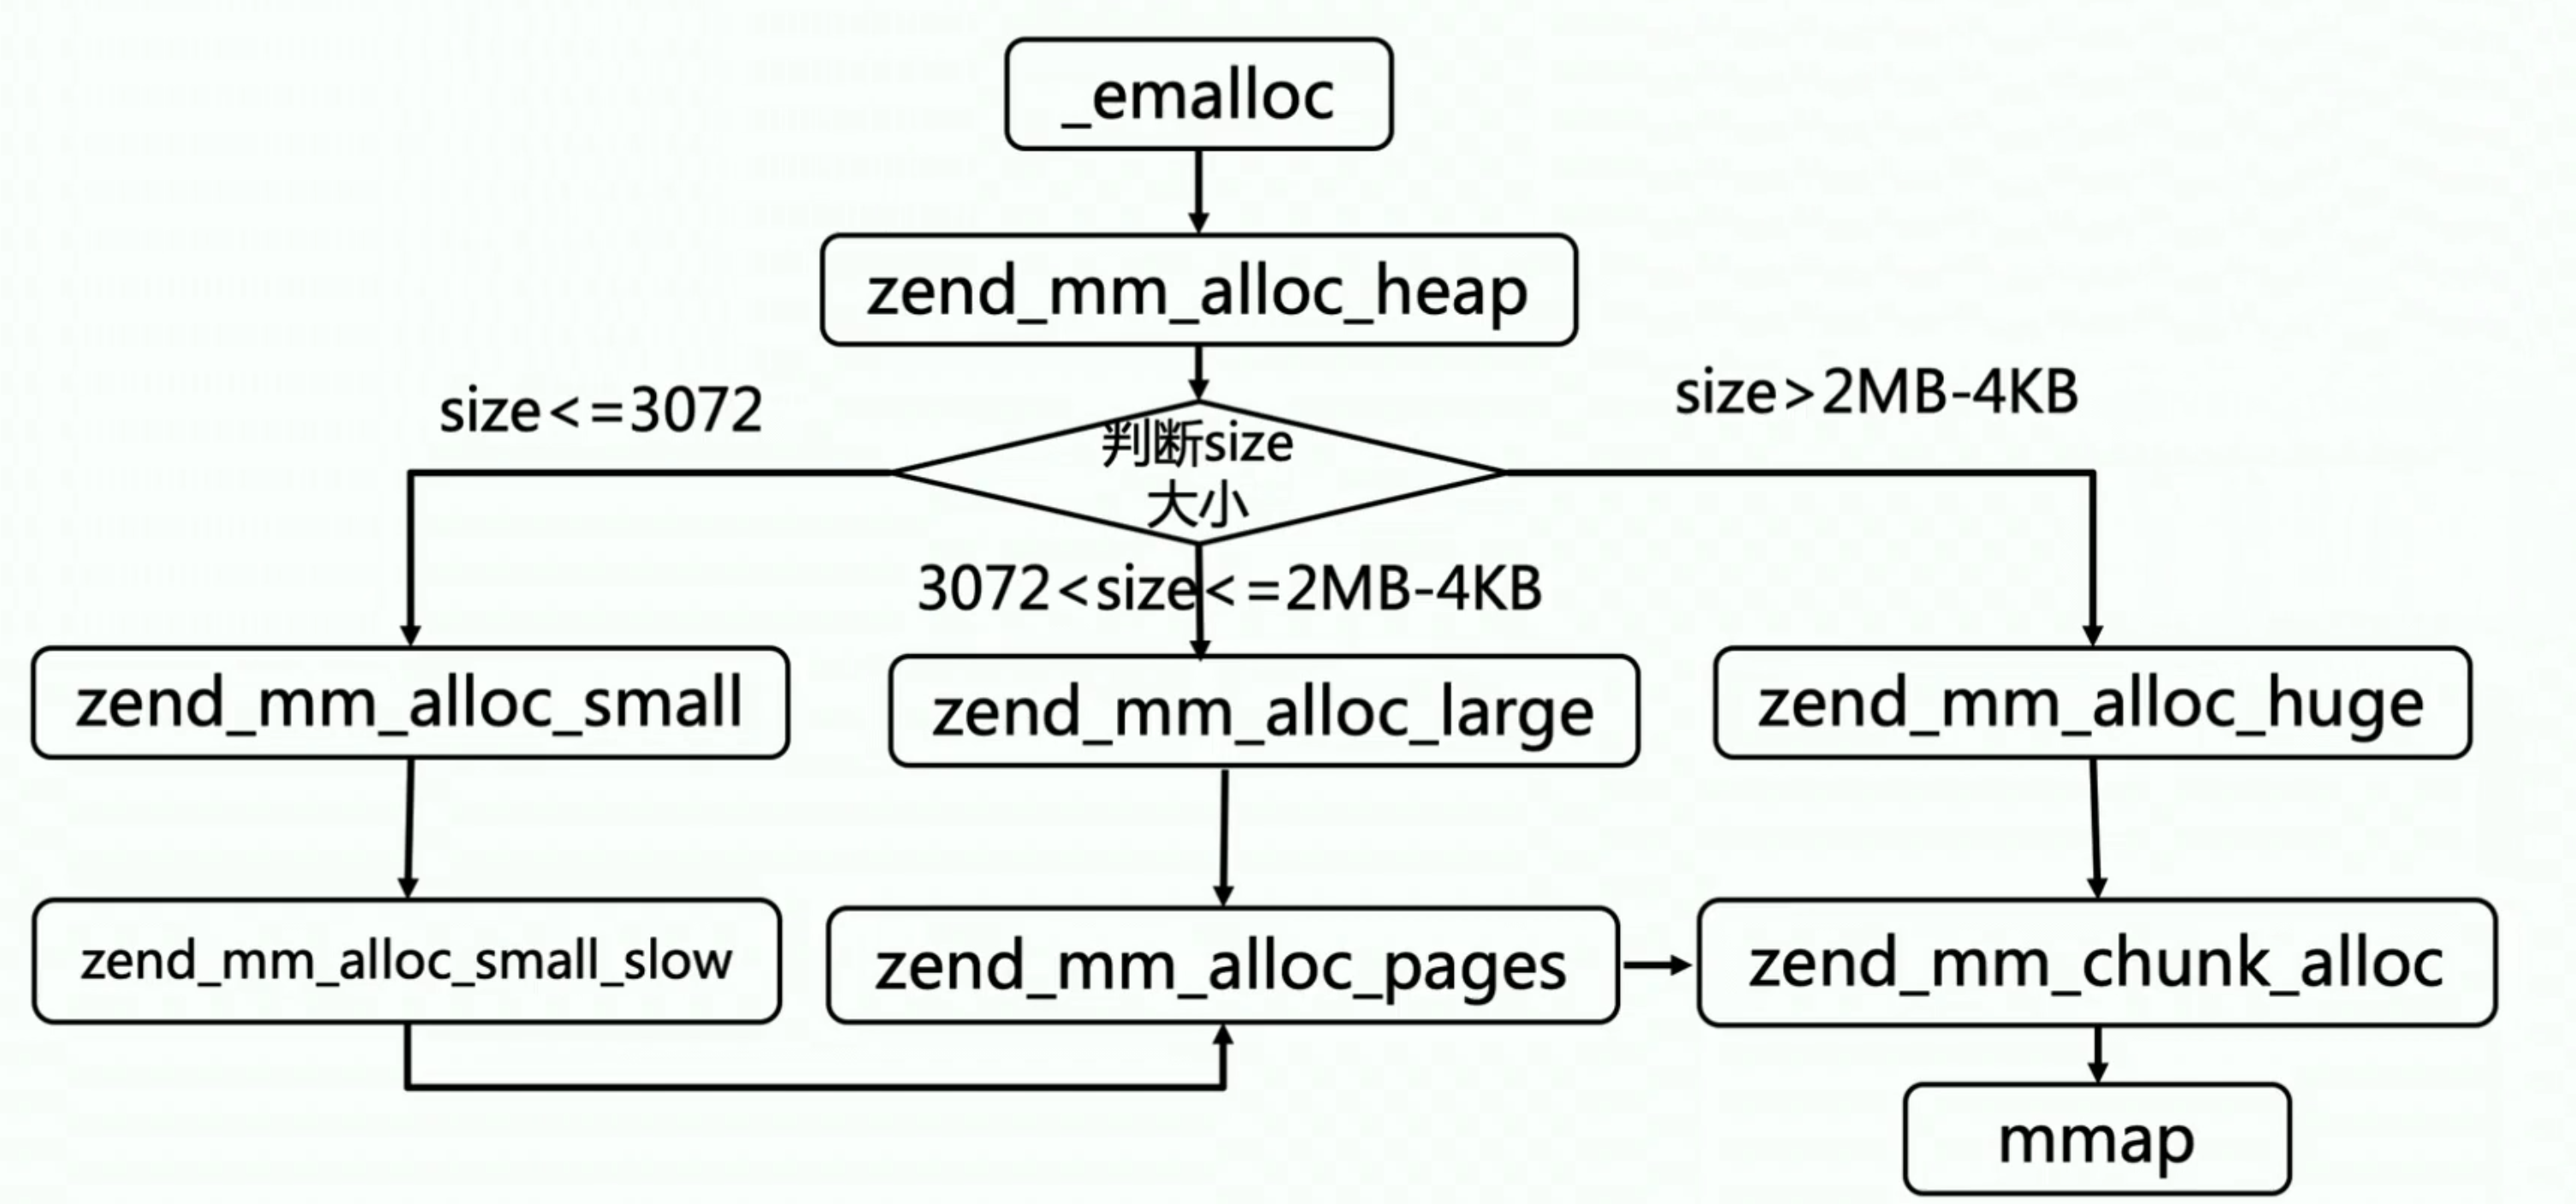 _emalloc
zend_mm_alloc_heap
size<=3072
size>2MB-4KB
判断size
大小
3072<size<=2MB-4KB
zend_mm_alloc_small
zend_mm_alloc_large
zend_mm_alloc_huge
zend_mm_alloc_small_slow
zend_mm_alloc_pages
zend_mm_chunk_alloc
mmap